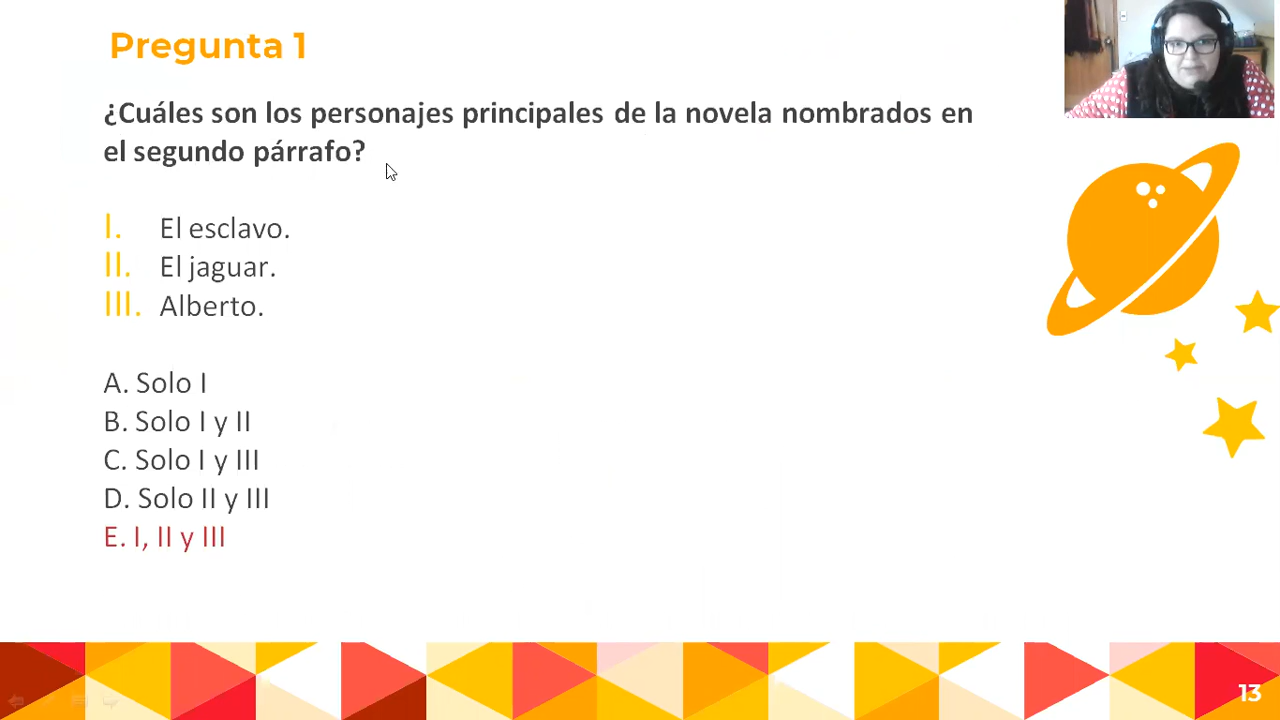 Pregunta 1
¿Cuáles son los personajes principales de la novela nombrados en
el segundo párrafo?
I. El esclavo.
II. El jaguar.
III. Alberto.
A. Solo I
B. Solo I y II
C. Solo I y III
D. Solo II y III
E. I, II y III
13